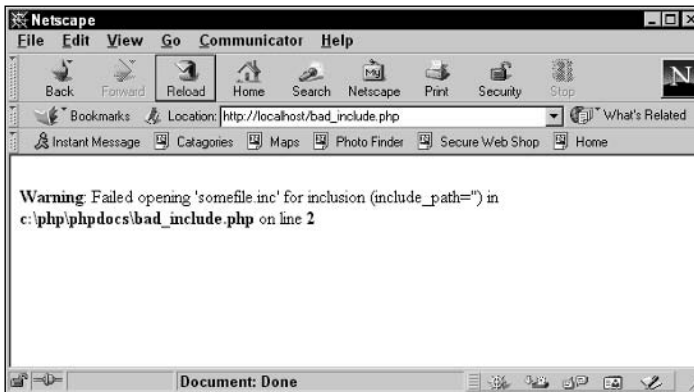 Netscape
File Edit View Go Communicator Help
Back Forward Reload Home Search Netscape Print Security Stop
My
N
Bookmarks Location: http://localhost/bad_include.php What's Related
Instant Message Catagories Maps Photo Finder Secure Web Shop Home
Warning: Failed opening 'somefile.inc' for inclusion (include_path='') in
c:\php\phpdocs\bad_include.php on line 2
Document: Done